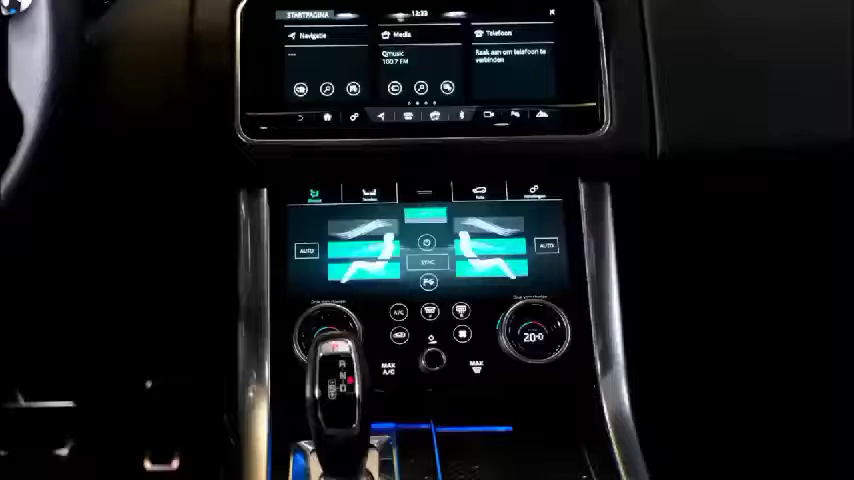 STARTPAGINA
12:33
Navigatie
Media
Telefoon
...
Qmusic
100.7 FM
Raak aan om telefoon te
verbinden
AUTO
SYNC
AUTO
A/C
20.0
MAX
A/C
MAX
P
R
N
D
S